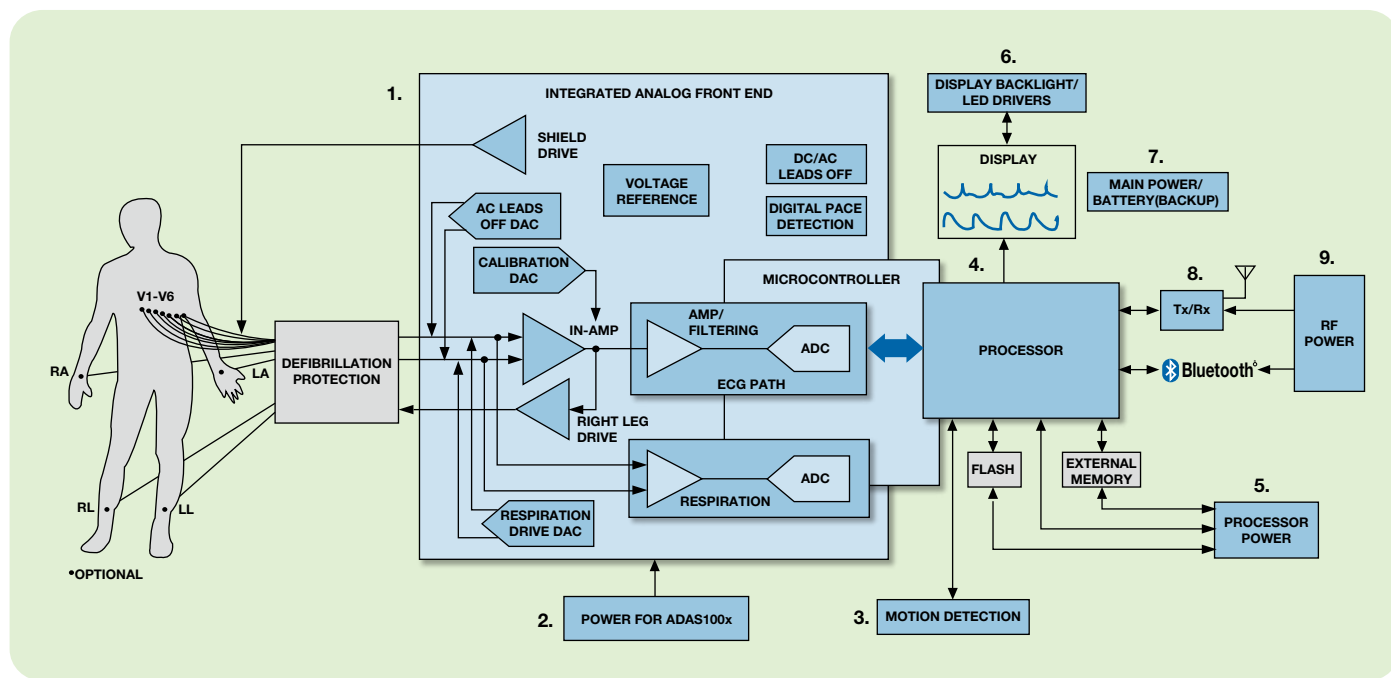 1.
INTEGRATED ANALOG FRONT END
SHIELD
DRIVE
VOLTAGE
REFERENCE
DC/AC
LEADS OFF
DIGITAL PACE
DETECTION
AC LEADS
OFF DAC
CALIBRATION
DAC
MICROCONTROLLER
IN-AMP
AMP/
FILTERING
ADC
ECG PATH
RIGHT LEG
DRIVE
ADC
RESPIRATION
RESPIRATION
DRIVE DAC
V1-V6
RA
LA
RL
LL
•OPTIONAL
DEFIBRILLATION
PROTECTION
2.
POWER FOR ADAS100x
3.
MOTION DETECTION
4.
PROCESSOR
FLASH
EXTERNAL
MEMORY
5.
PROCESSOR
POWER
6.
DISPLAY BACKLIGHT/
LED DRIVERS
DISPLAY
7.
MAIN POWER/
BATTERY(BACKUP)
8.
Tx/Rx
Bluetooth
9.
RF
POWER